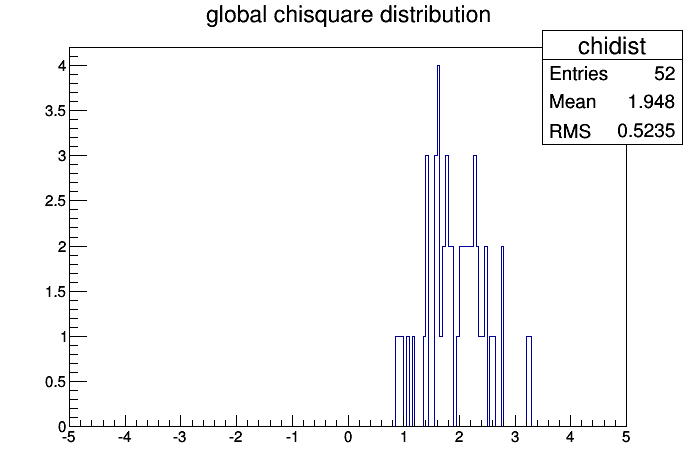 global chisquare distribution
chidist
Entries 52
Mean 1.948
RMS 0.5235
4
3.5
3
2.5
2
1.5
1
0.5
0
-5 -4 -3 -2 -1 0 1 2 3 4 5